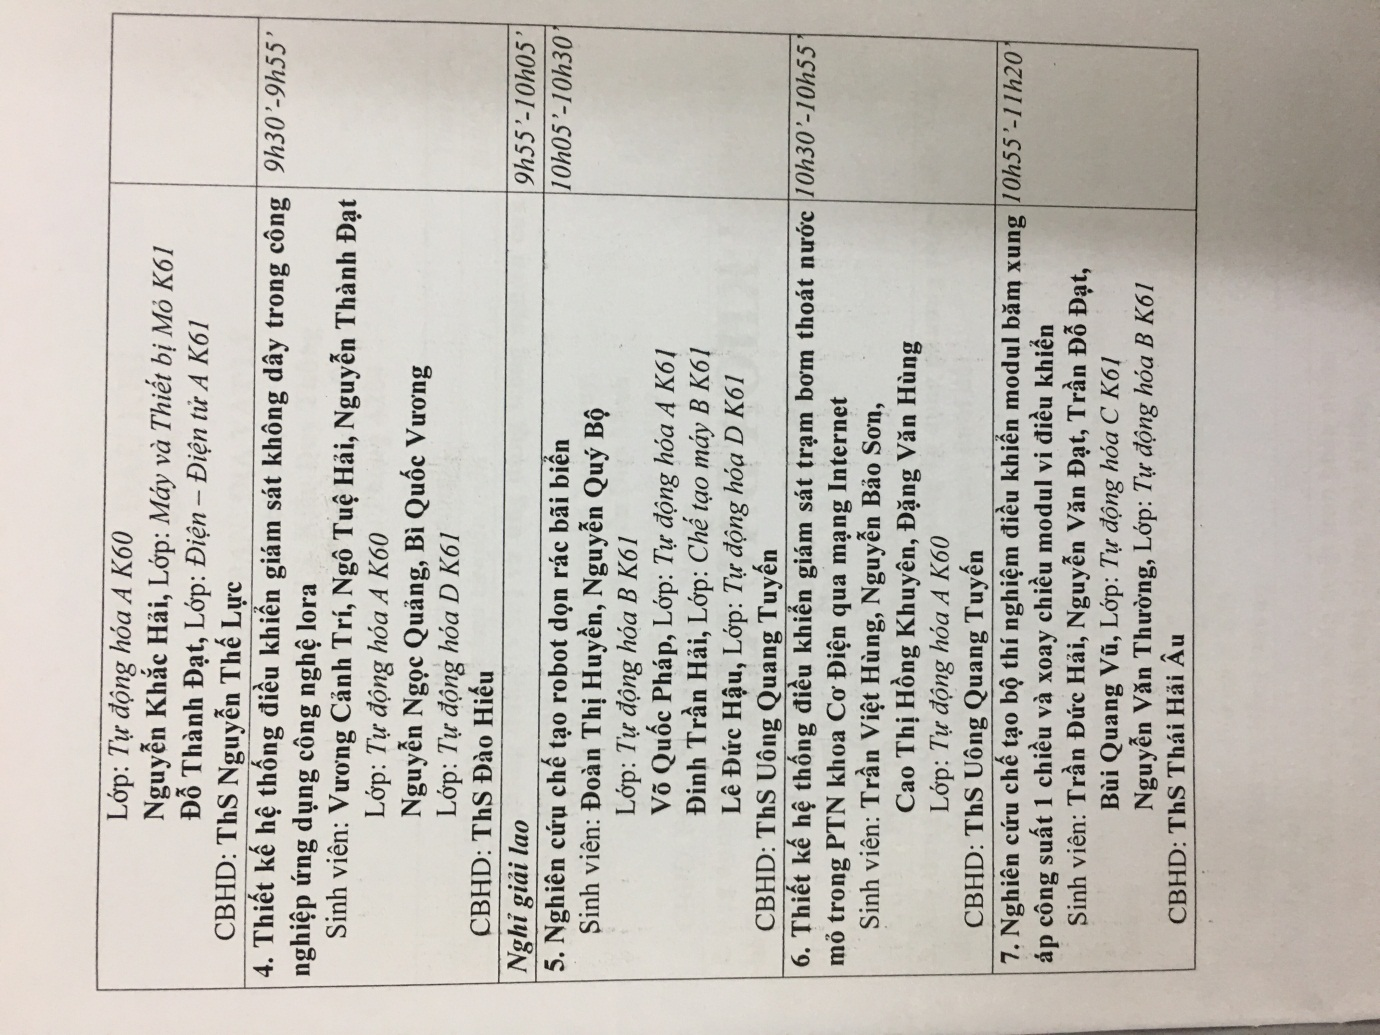 Lớp: Tự động hóa A K60
Nguyễn Khắc Hải, Lớp: Máy và Thiết bị Mỏ K61
Đỗ Thành Đạt, Lớp: Điện – Điện tử A K61
CBHD: ThS Nguyễn Thế Lực
4. Thiết kế hệ thống điều khiển giám sát không dây trong công 9h30’-9h55’
nghiệp ứng dụng công nghệ lora
Sinh viên: Vương Cảnh Trí, Ngô Tuệ Hải, Nguyễn Thành Đạt
Lớp: Tự động hóa A K60
Nguyễn Ngọc Quảng, Bì Quốc Vương
Lớp: Tự động hóa D K61
CBHD: ThS Đào Hiếu
Nghỉ giải lao 9h55’-10h05’
5. Nghiên cứu chế tạo robot dọn rác bãi biển 10h05’-10h30’
Sinh viên: Đoàn Thị Huyền, Nguyễn Quý Bộ
Lớp: Tự động hóa B K61
Võ Quốc Pháp, Lớp: Tự động hóa A K61
Đinh Trần Hải, Lớp: Chế tạo máy B K61
Lê Đức Hậu, Lớp: Tự động hóa D K61
CBHD: ThS Uông Quang Tuyến
6. Thiết kế hệ thống điều khiển giám sát trạm bơm thoát nước 10h30’-10h55’
mỏ trong PTN khoa Cơ Điện qua mạng Internet
Sinh viên: Trần Việt Hùng, Nguyễn Bảo Sơn,
Cao Thị Hồng Khuyên, Đặng Văn Hùng
Lớp: Tự động hóa A K60
CBHD: ThS Uông Quang Tuyến
7. Nghiên cứu chế tạo bộ thí nghiệm điều khiển modul băm xung 10h55’-11h20’
áp công suất 1 chiều và xoay chiều modul vi điều khiển
Sinh viên: Trần Đức Hải, Nguyễn Văn Đạt, Trần Đỗ Đạt,
Bùi Quang Vũ, Lớp: Tự động hóa C K61
Nguyễn Văn Thường, Lớp: Tự động hóa B K61
CBHD: ThS Thái Hải Âu